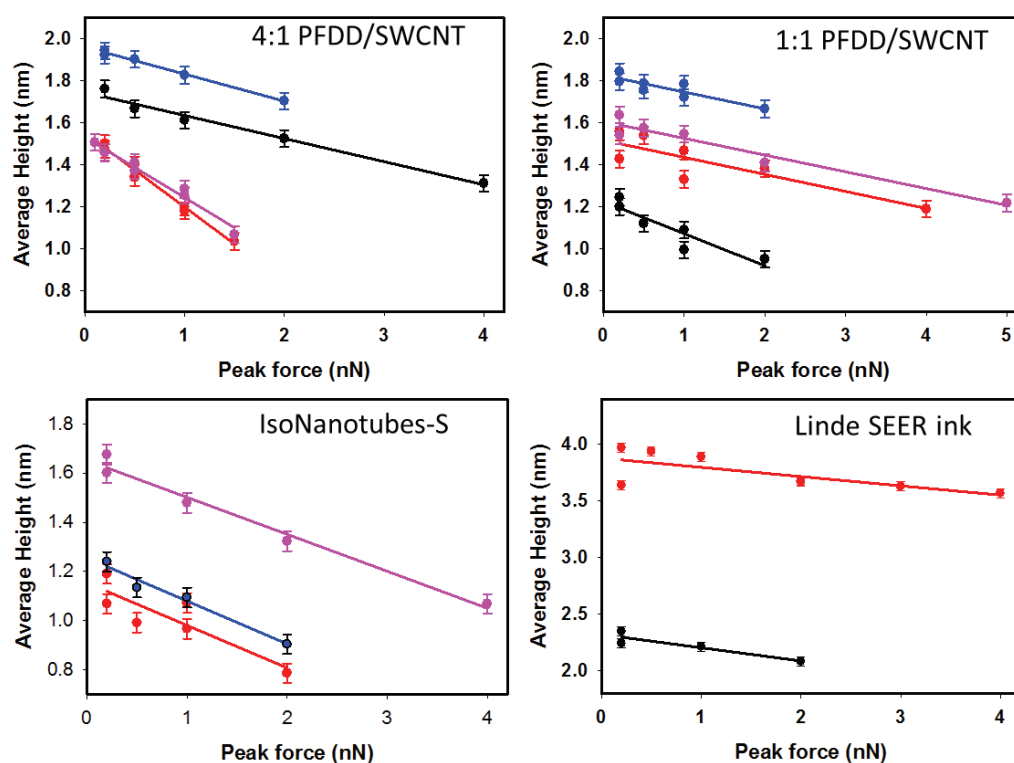 4:1 PFDD/SWCNT
Average Height (nm)
2.0
1.8
1.6
1.4
1.2
1.0
0.8
0 1 2 3 4
Peak force (nN)
1:1 PFDD/SWCNT
Average Height (nm)
2.0
1.8
1.6
1.4
1.2
1.0
0.8
0 1 2 3 4 5
Peak force (nN)
IsoNanotubes-S
Average Height (nm)
1.8
1.6
1.4
1.2
1.0
0.8
0 2 4
Peak force (nN)
Linde SEER ink
Average Height (nm)
4.0
3.5
2.5
2.0
0 1 2 3 4
Peak force (nN)